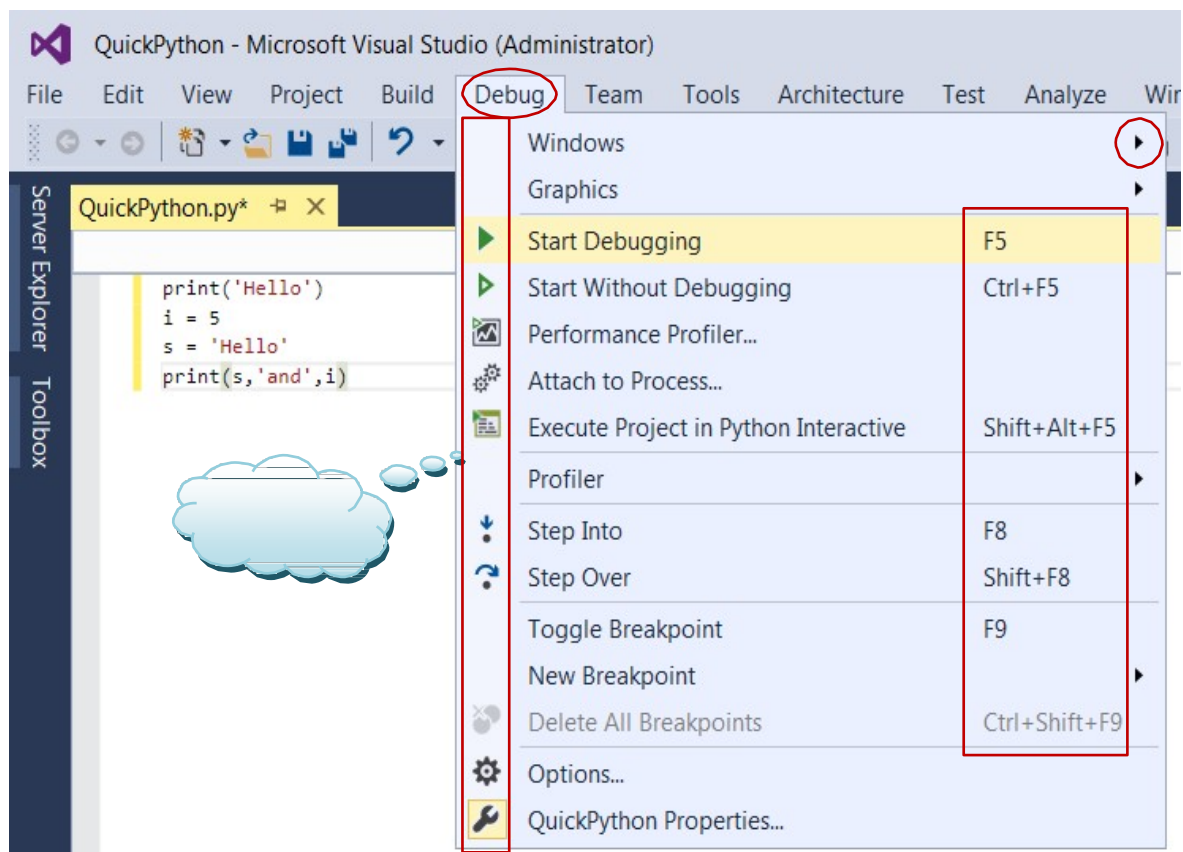 QuickPython - Microsoft Visual Studio (Administrator)
File Edit View Project Build Debug Team Tools Architecture Test Analyze
Server Explorer
Toolbox
QuickPython.py*
print('Hello')
i = 5
s = 'Hello'
print(s,'and',i)
Windows
Graphics
Start Debugging F5
Start Without Debugging Ctrl+F5
Performance Profiler...
Attach to Process...
Execute Project in Python Interactive Shift+Alt+F5
Profiler
Step Into F8
Step Over Shift+F8
Toggle Breakpoint F9
New Breakpoint
Delete All Breakpoints Ctrl+Shift+F9
Options...
QuickPython Properties...